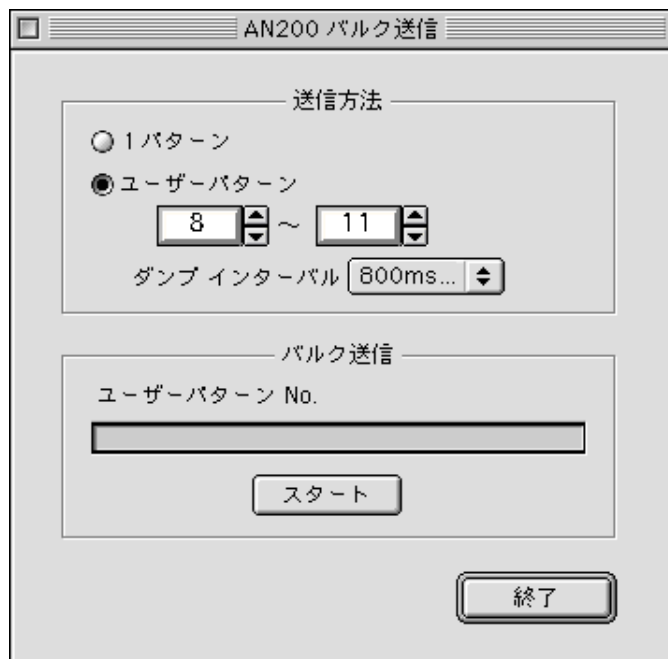 AN200 バルク送信
送信方法
1パターン
ユーザーパターン
8 ～ 11
ダンプ インターバル 800ms...
バルク送信
ユーザーパターン No.
スタート
終了